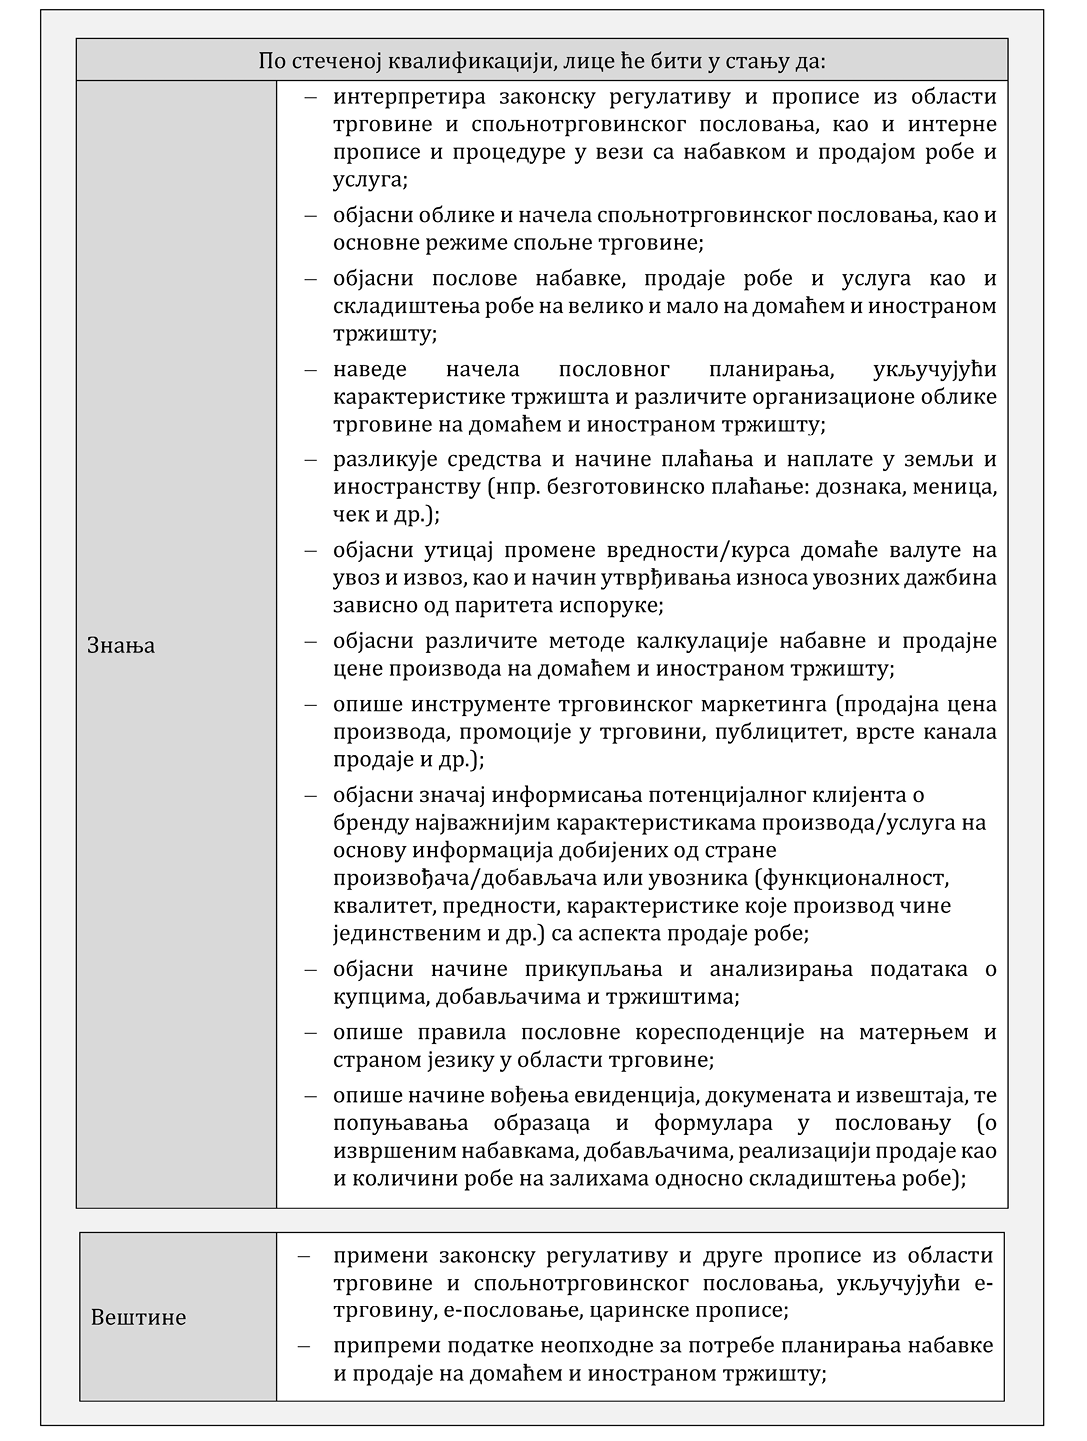 По стеченој квалификацији, лице ће бити у стању да:
Знања
– интерпретира законску регулативу и прописе из области
трговине и спољнотрговинског пословања, као и интерне
прописе и процедуре у вези са набавком и продајом робе и
услуга;
– објасни облике и начела спољнотрговинског пословања, као и
основне режиме спољне трговине;
– објасни послове набавке, продаје робе и услуга као и
складиштења робе на велико и мало на домаћем и иностраном
тржишту;
– наведе начела пословног планирања, укључујући
карактеристике тржишта и различите организационе облике
трговине на домаћем и иностраном тржишту;
– разликује средства и начине плаћања и наплате у земљи и
иностранству (нпр. безготовинско плаћање: дознака, меница,
чек и др.);
– објасни утицај промене вредности/курса домаће валуте на
увоз и извоз, као и начин утврђивања износа увозних дажбина
зависно од паритета испоруке;
– објасни различите методе калкулације набавне и продајне
цене производа на домаћем и иностраном тржишту;
– опише инструменте трговинског маркетинга (продајна цена
производа, промоције у трговини, публицитет, врсте канала
продаје и др.);
– објасни значај информисања потенцијалног клијента о
бренду најважнијим карактеристикама производа/услуга на
основу информација добијених од стране
произвођача/добављача или увозника (функционалност,
квалитет, предности, карактеристике које производ чине
јединственим и др.) са аспекта продаје робе;
– објасни начине прикупљања и анализирања података о
купцима, добављачима и тржиштима;
– опише правила пословне кореспонденције на матерњем и
страном језику у области трговине;
– опише начине вођења евиденција, докумената и извештаја, те
попуњавања образаца и формулара у пословању (о
извршеним набавкама, добављачима, реализацији продаје као
и количини робе на залихама односно складиштења робе);
Вештине
– примени законску регулативу и друге прописе из области
трговине и спољнотрговинског пословања, укључујући е-
трговину, е-пословање, царинске прописе;
– припреми податке неопходне за потребе планирања набавке
и продаје на домаћем и иностраном тржишту;